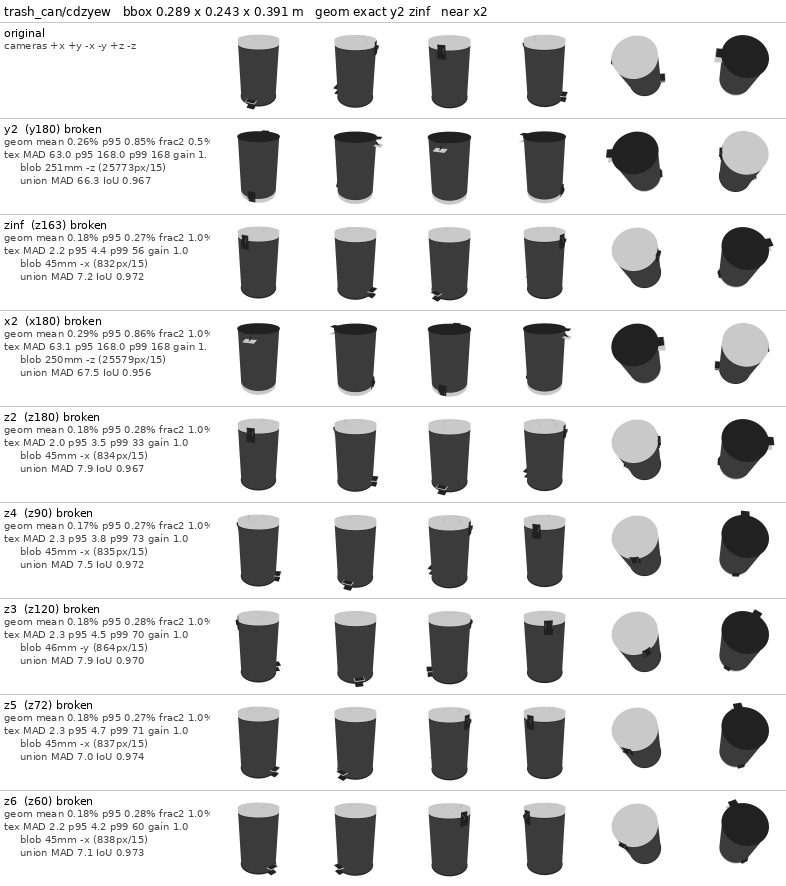 trash_can/cdzyew   bbox 0.289 x 0.243 x 0.391 m   geom exact y2 zinf   near x2
original
cameras +x +y -x -y +z -z
y2  (y180) broken
geom mean 0.26% p95 0.85% frac2 0.5%
tex MAD 63.0 p95 168.0 p99 168 gain 1.
blob 251mm -z (25773px/15)
union MAD 66.3 IoU 0.967
zinf  (z163) broken
geom mean 0.18% p95 0.27% frac2 1.0%
tex MAD 2.2 p95 4.4 p99 56 gain 1.0
blob 45mm -x (832px/15)
union MAD 7.2 IoU 0.972
x2  (x180) broken
geom mean 0.29% p95 0.86% frac2 1.0%
tex MAD 63.1 p95 168.0 p99 168 gain 1.
blob 250mm -z (25579px/15)
union MAD 67.5 IoU 0.956
z2  (z180) broken
geom mean 0.18% p95 0.28% frac2 1.0%
tex MAD 2.0 p95 3.5 p99 33 gain 1.0
blob 45mm -x (834px/15)
union MAD 7.9 IoU 0.967
z4  (z90) broken
geom mean 0.17% p95 0.27% frac2 1.0%
tex MAD 2.3 p95 3.8 p99 73 gain 1.0
blob 45mm -x (835px/15)
union MAD 7.5 IoU 0.972
z3  (z120) broken
geom mean 0.18% p95 0.28% frac2 1.0%
tex MAD 2.3 p95 4.5 p99 70 gain 1.0
blob 46mm -y (864px/15)
union MAD 7.9 IoU 0.970
z5  (z72) broken
geom mean 0.18% p95 0.27% frac2 1.0%
tex MAD 2.3 p95 4.7 p99 71 gain 1.0
blob 45mm -x (837px/15)
union MAD 7.0 IoU 0.974
z6  (z60) broken
geom mean 0.18% p95 0.28% frac2 1.0%
tex MAD 2.2 p95 4.2 p99 60 gain 1.0
blob 45mm -x (838px/15)
union MAD 7.1 IoU 0.973